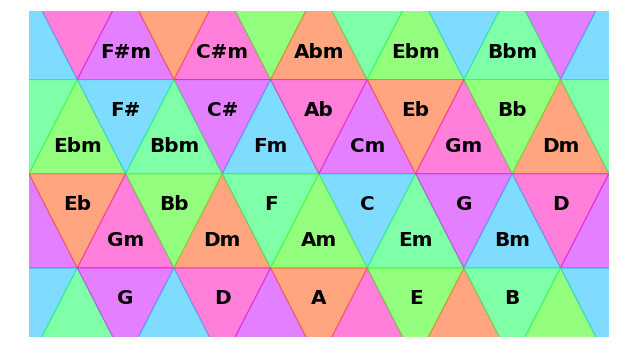 F#m C#m Abm Ebm Bbm
F# C# Ab Eb Bb
Ebm Bbm Fm Cm Gm Dm
Eb Bb F C G D
Gm Dm Am Em Bm
G D A E B